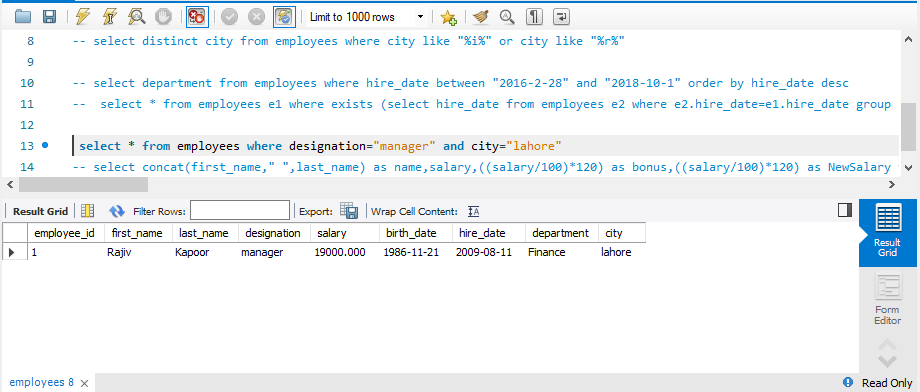 Limit to 1000 rows
8 -- select distinct city from employees where city like "%i%" or city like "%r%"
9
10 -- select department from employees where hire_date between "2016-2-28" and "2018-10-1" order by hire_date desc
11 -- select * from employees e1 where exists (select hire_date from employees e2 where e2.hire_date=e1.hire_date group
12
13 select * from employees where designation="manager" and city="lahore"
14 -- select concat(first_name," ",last_name) as name,salary,((salary/100)*120) as bonus,((salary/100)*120) as NewSalary
Result Grid Filter Rows: Export: Wrap Cell Content:
employee_id first_name last_name designation salary birth_date hire_date department city
1 Rajiv Kapoor manager 19000.000 1986-11-21 2009-08-11 Finance lahore
Result
Grid
Form
Editor
employees 8 Read Only